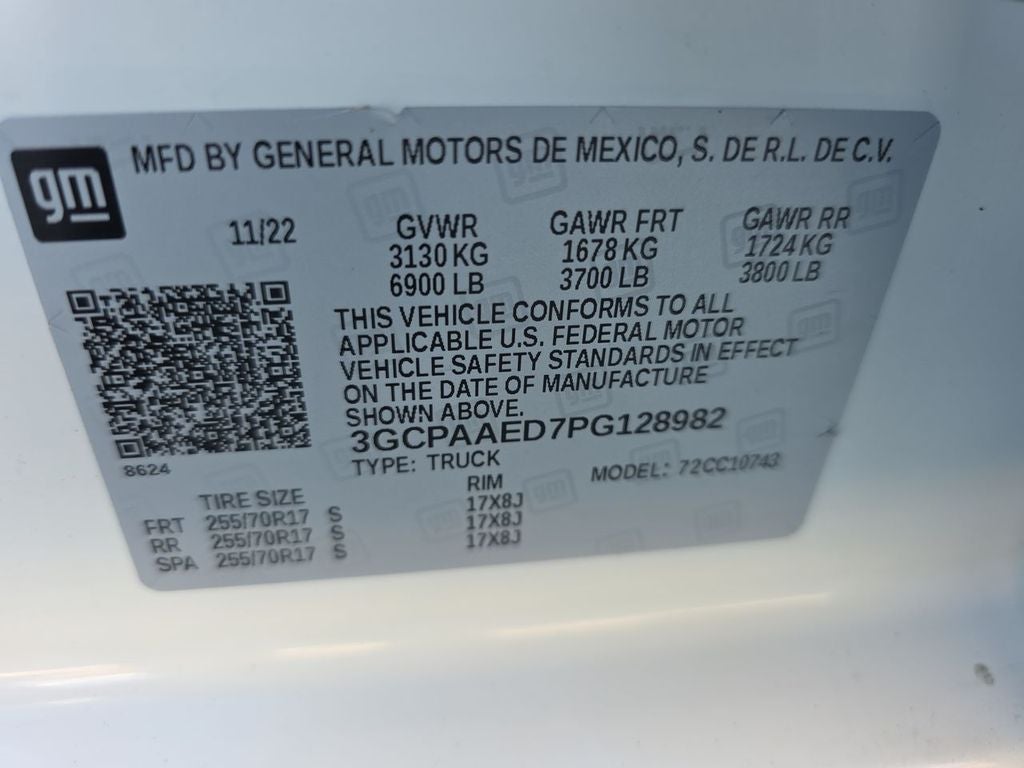 MFD BY GENERAL MOTORS DE MEXICO, S. DE R.L. DE C.V.
gm
11/22 GVWR GAWR FRT GAWR RR
3130 KG 1678 KG 1724 KG
6900 LB 3700 LB 3800 LB
THIS VEHICLE CONFORMS TO ALL
APPLICABLE U.S. FEDERAL MOTOR
VEHICLE SAFETY STANDARDS IN EFFECT
ON THE DATE OF MANUFACTURE
SHOWN ABOVE.
3GCPAAED7PG128982
8624
TYPE: TRUCK MODEL: 72CC10743
TIRE SIZE RIM
FRT 255/70R17 S 17X8J
RR 255/70R17 S 17X8J
SPA 255/70R17 S 17X8J